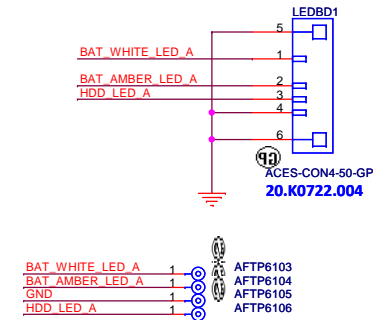 LEDBD1
5
BAT_WHITE_LED_A 1
BAT_AMBER_LED_A 2
HDD_LED_A 3
4
6
ACES-CON4-50-GP
20.K0722.004
BAT_WHITE_LED_A 1 AFTP6103
BAT_AMBER_LED_A 1 AFTP6104
GND 1 AFTP6105
HDD_LED_A 1 AFTP6106